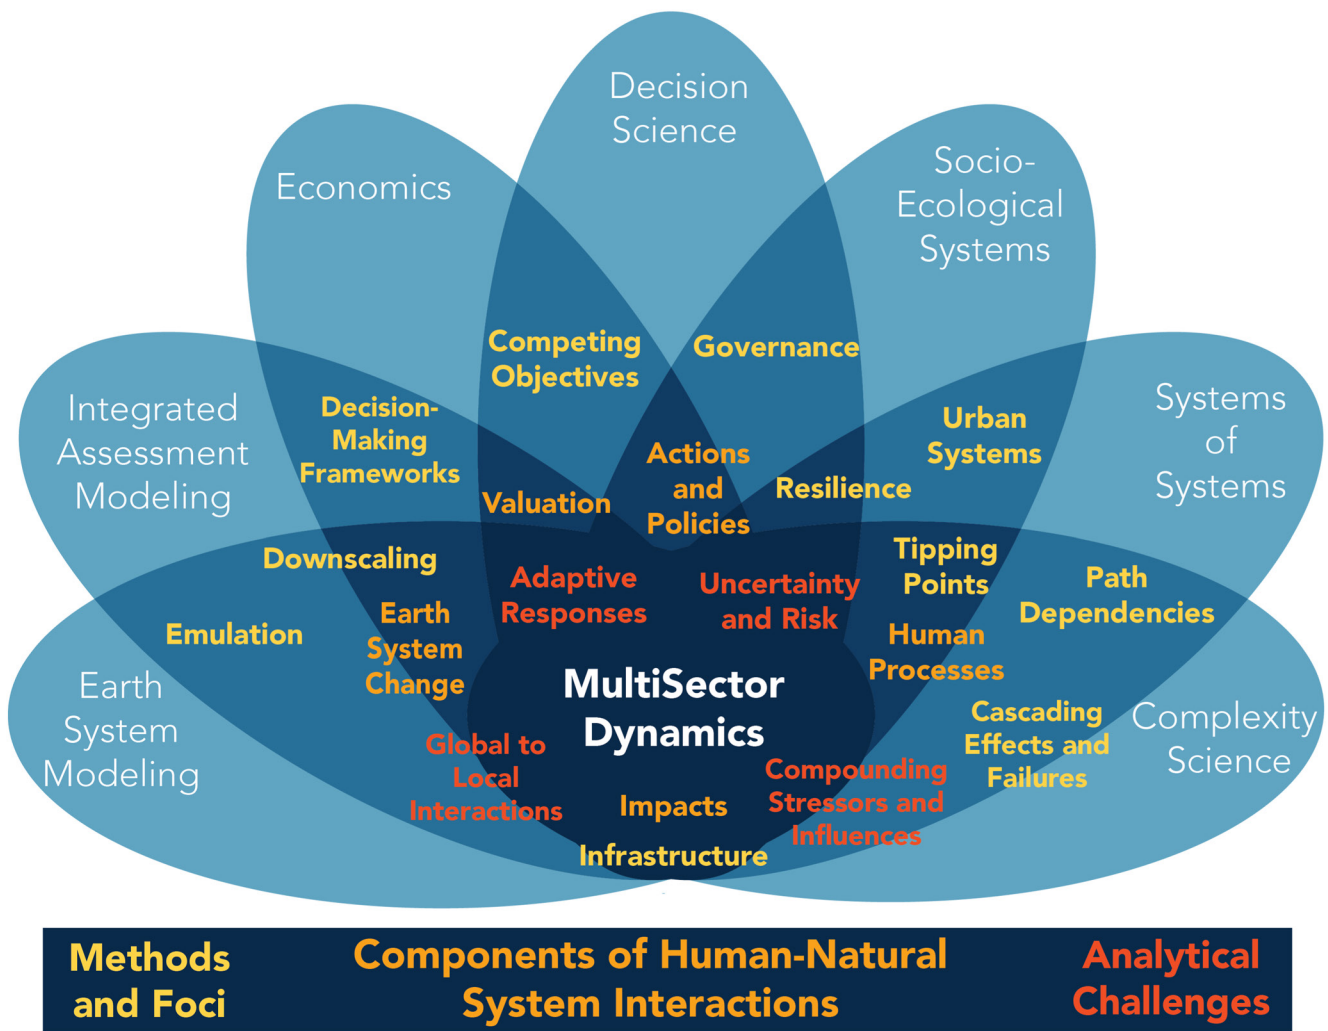 Decision
Science
Economics
Socio-
Ecological
Systems
Integrated
Assessment
Modeling
Systems
of
Systems
Earth
System
Modeling
Complexity
Science
Competing
Objectives
Governance
Decision-
Making
Frameworks
Urban
Systems
Valuation
Actions
and
Policies
Resilience
Downscaling
Tipping
Points
Path
Dependencies
Emulation
Earth
System
Change
Adaptive
Responses
Uncertainty
and Risk
Human
Processes
MultiSector
Dynamics
Global to
Local
Interactions
Cascading
Effects and
Failures
Compounding
Stressors and
Influences
Impacts
Infrastructure
Methods
and Foci
Components of Human-Natural
System Interactions
Analytical
Challenges